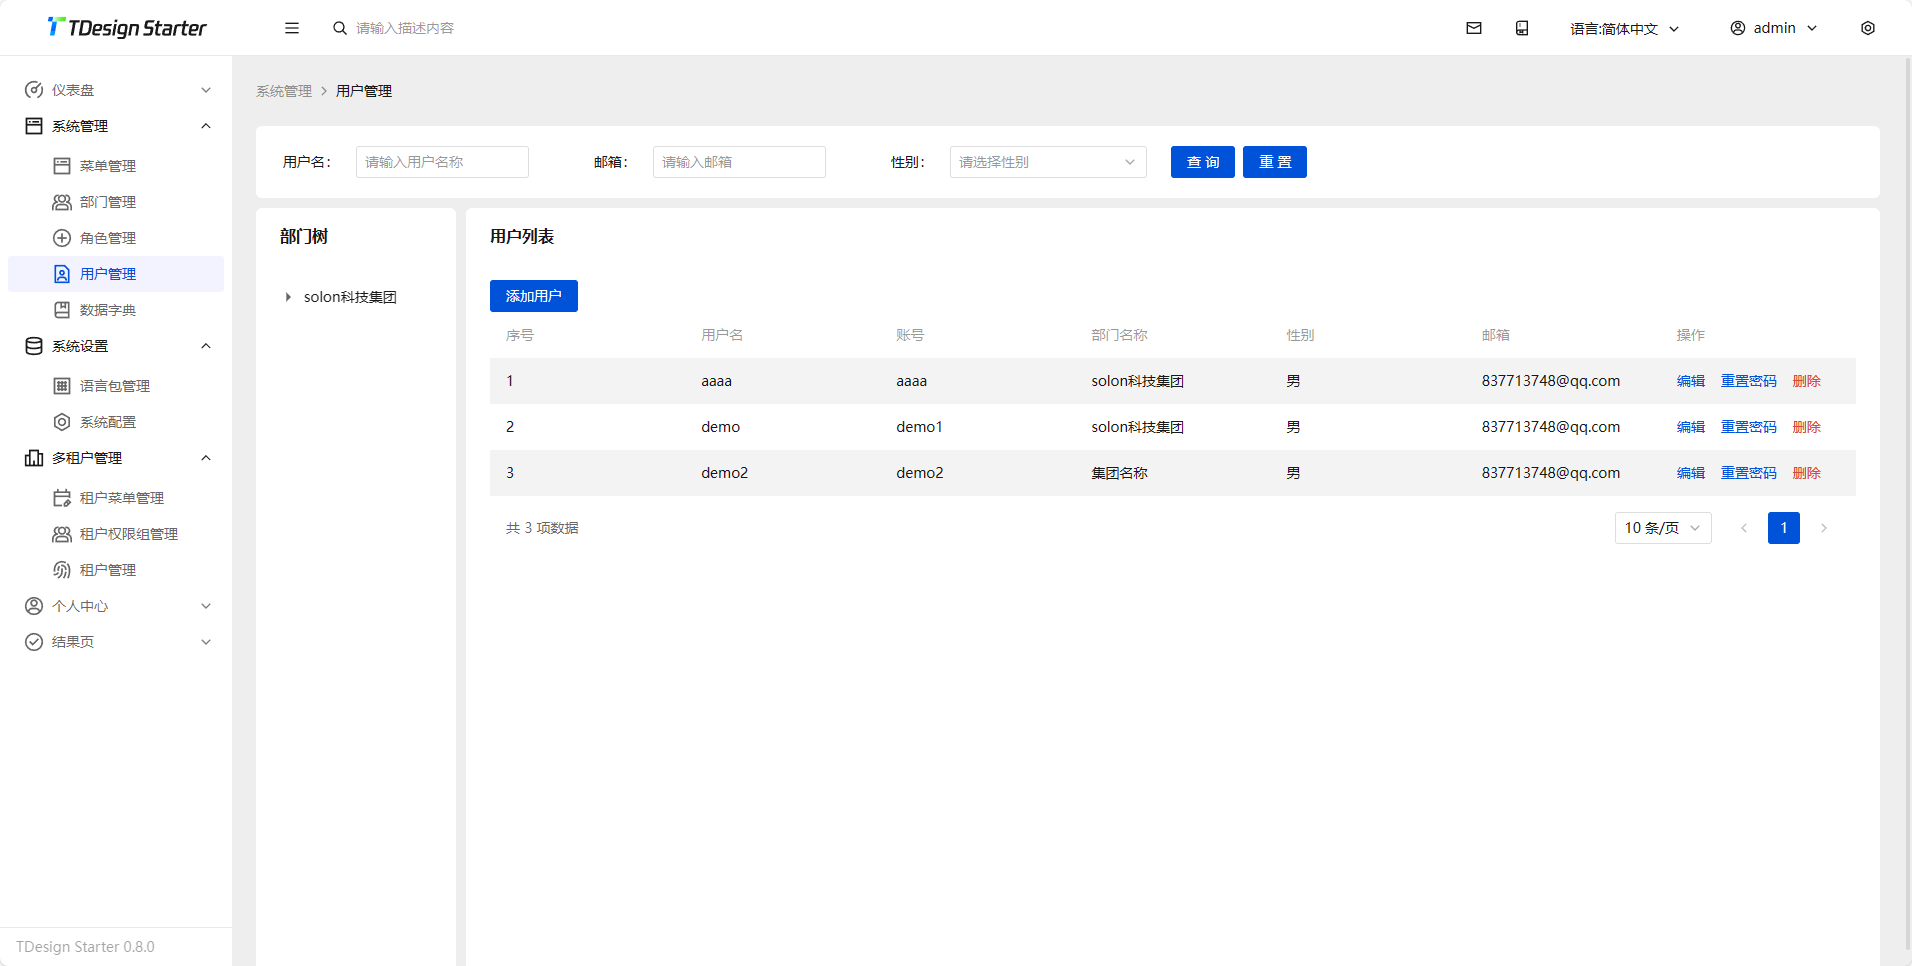 TDesign Starter
请输入描述内容
语言:简体中文
admin
仪表盘
系统管理
菜单管理
部门管理
角色管理
用户管理
数据字典
系统设置
语言包管理
系统配置
多租户管理
租户菜单管理
租户权限组管理
租户管理
个人中心
结果页
TDesign Starter 0.8.0
系统管理 > 用户管理
用户名： 请输入用户名称 邮箱： 请输入邮箱 性别： 请选择性别 查 询 重 置
部门树
solon科技集团
用户列表
添加用户
序号 用户名 账号 部门名称 性别 邮箱 操作
1 aaaa aaaa solon科技集团 男 837713748@qq.com 编辑 重置密码 删除
2 demo demo1 solon科技集团 男 837713748@qq.com 编辑 重置密码 删除
3 demo2 demo2 集团名称 男 837713748@qq.com 编辑 重置密码 删除
共 3 项数据 10 条/页 1